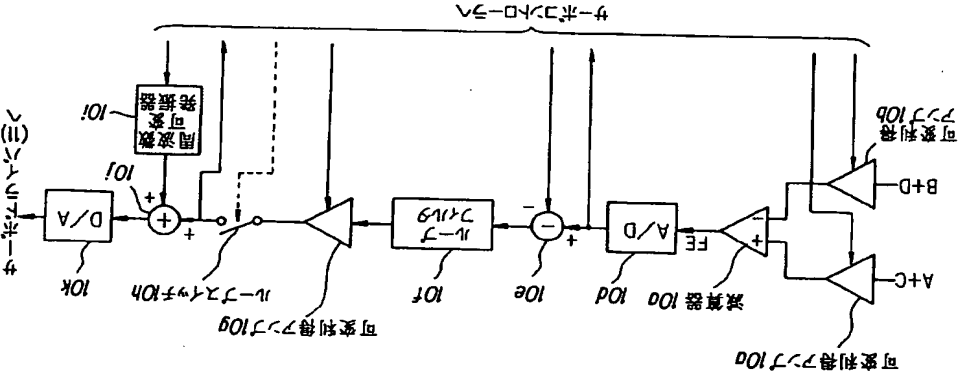 可変利得アンプ10a
A+C
減算器10a
+
−
B+D
可変利得
アンプ10b
FE
A/D
10d
+
−
−
10e
ループ
フィルタ
10f
可変利得アンプ10g
ループスイッチ10h
+
+
+
10j
周波数
可変
発振器
10i
D/A
10k
サーボドライバ
(11)へ
サーボコントローラへ